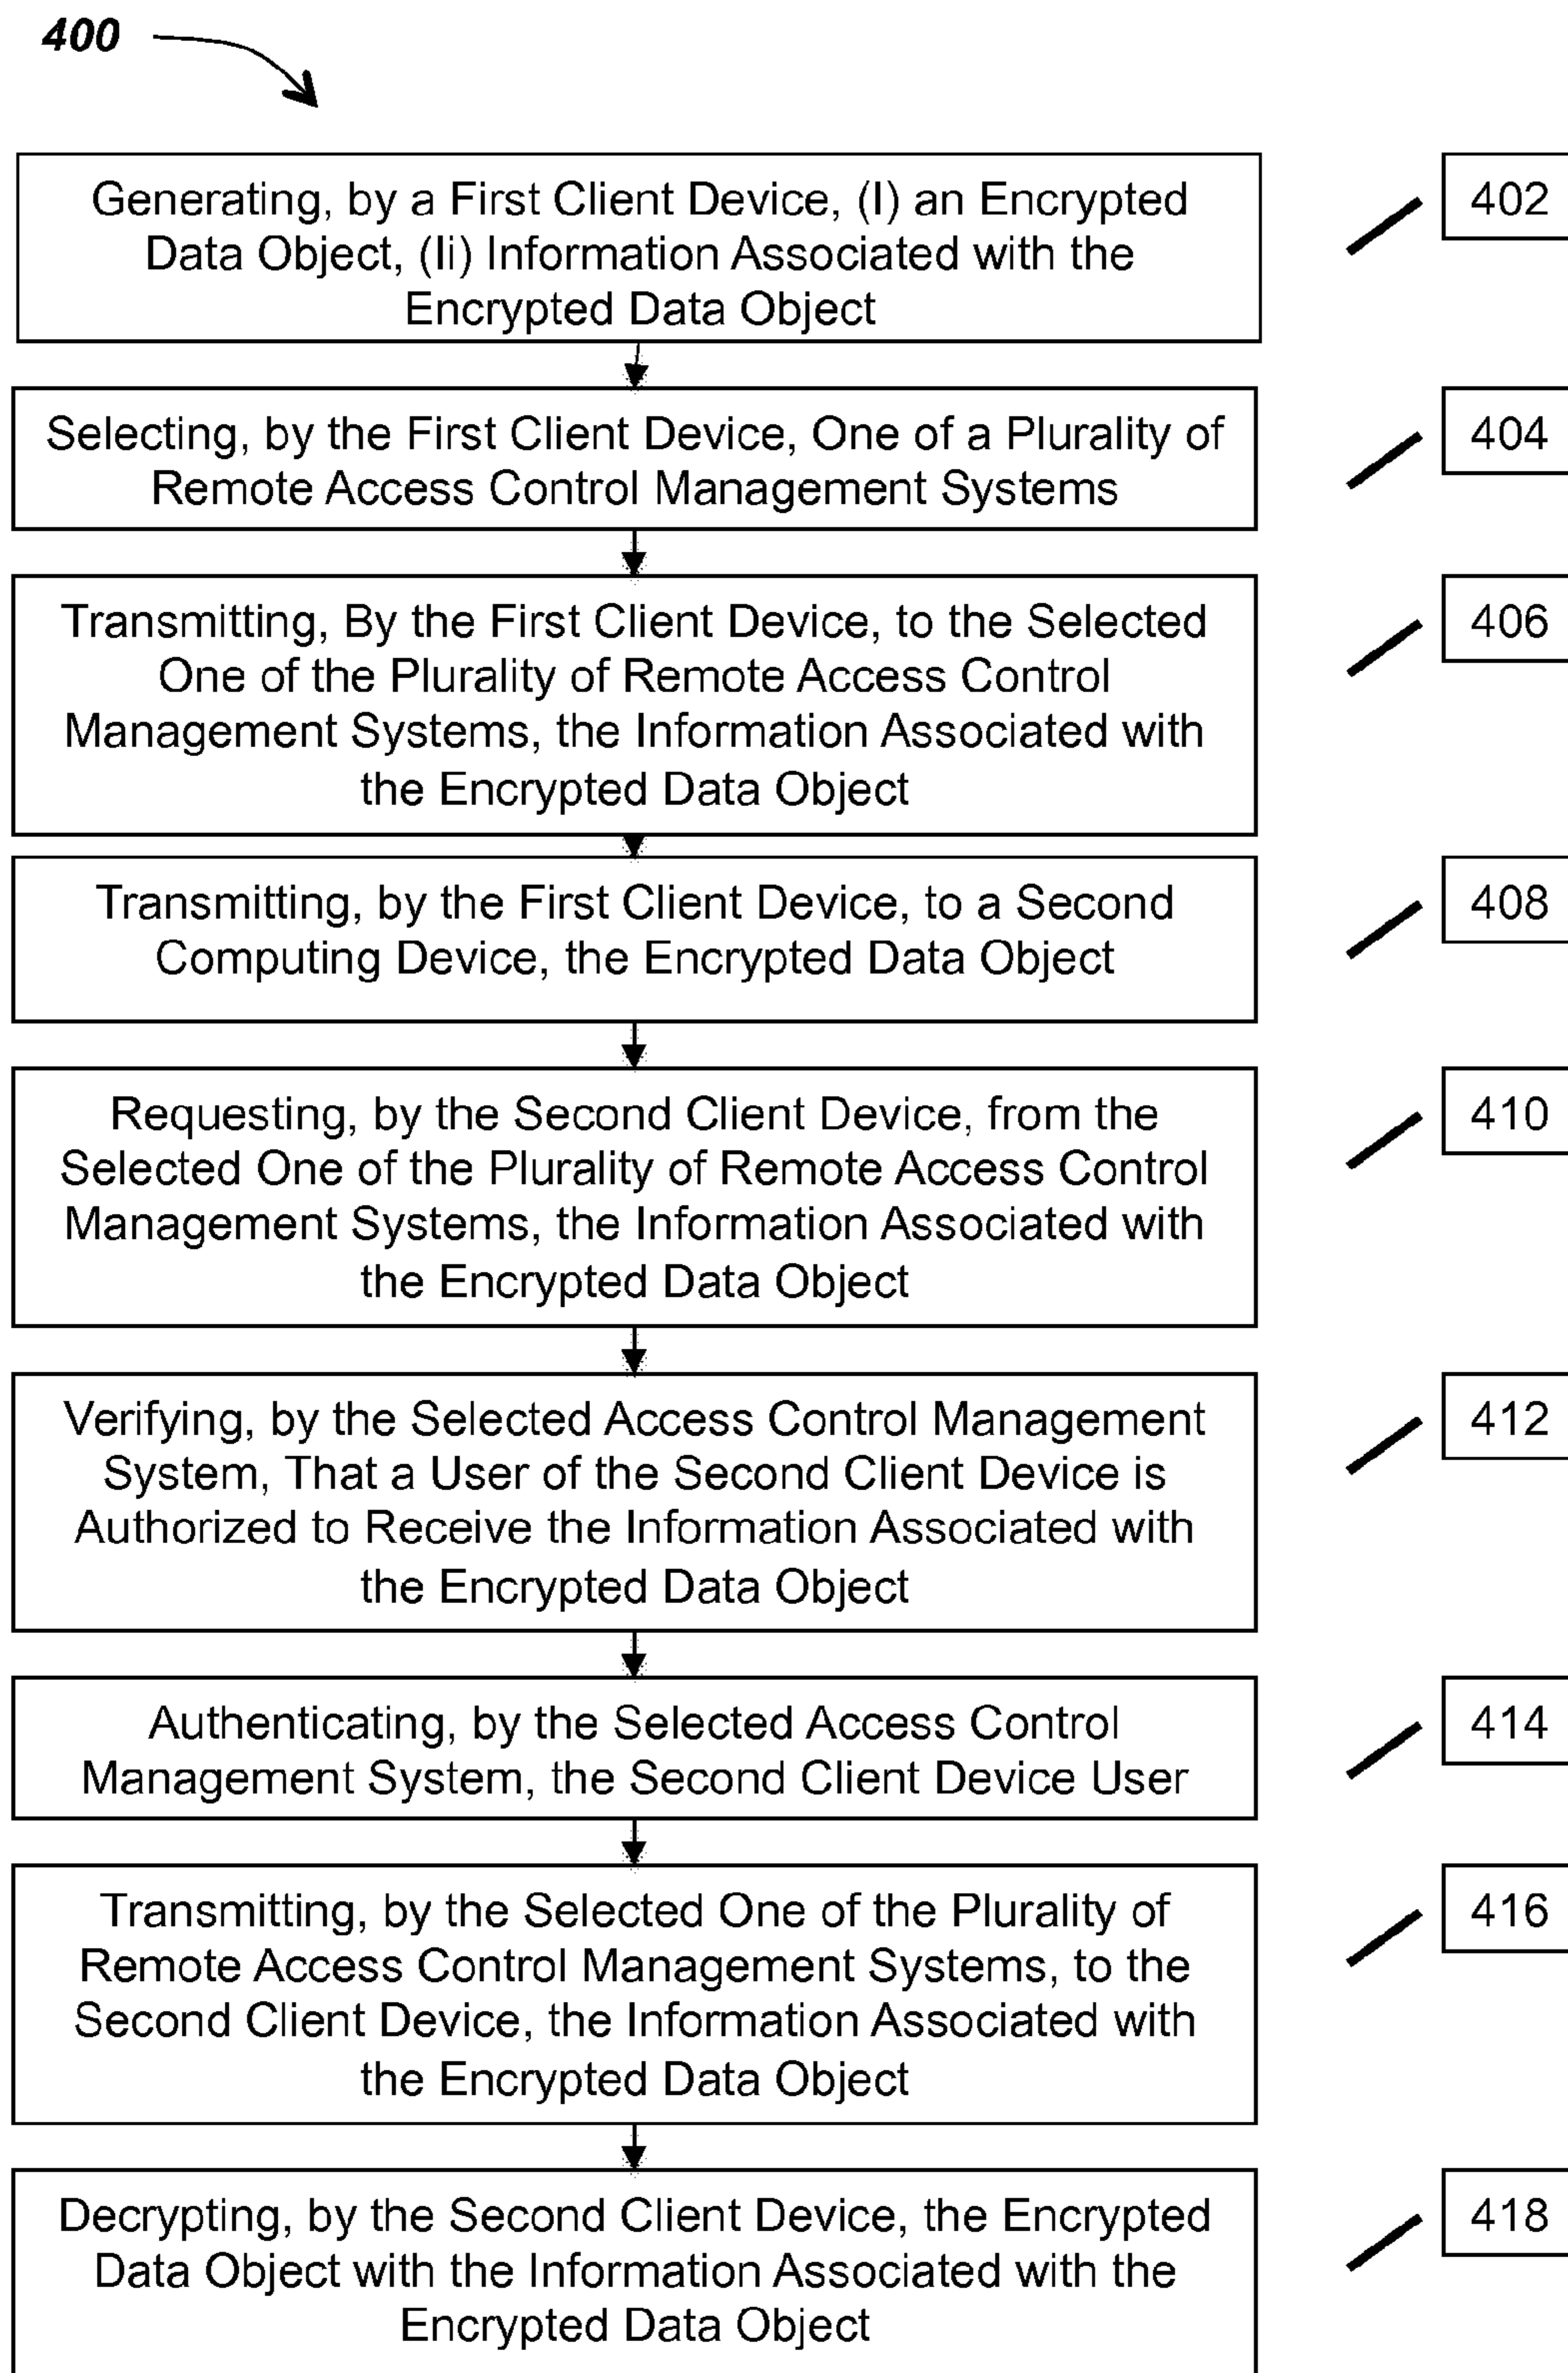 400
Generating, by a First Client Device, (I) an Encrypted
Data Object, (Ii) Information Associated with the
Encrypted Data Object
402
Selecting, by the First Client Device, One of a Plurality of
Remote Access Control Management Systems
404
Transmitting, By the First Client Device, to the Selected
One of the Plurality of Remote Access Control
Management Systems, the Information Associated with
the Encrypted Data Object
406
Transmitting, by the First Client Device, to a Second
Computing Device, the Encrypted Data Object
408
Requesting, by the Second Client Device, from the
Selected One of the Plurality of Remote Access Control
Management Systems, the Information Associated with
the Encrypted Data Object
410
Verifying, by the Selected Access Control Management
System, That a User of the Second Client Device is
Authorized to Receive the Information Associated with
the Encrypted Data Object
412
Authenticating, by the Selected Access Control
Management System, the Second Client Device User
414
Transmitting, by the Selected One of the Plurality of
Remote Access Control Management Systems, to the
Second Client Device, the Information Associated with
the Encrypted Data Object
416
Decrypting, by the Second Client Device, the Encrypted
Data Object with the Information Associated with the
Encrypted Data Object
418